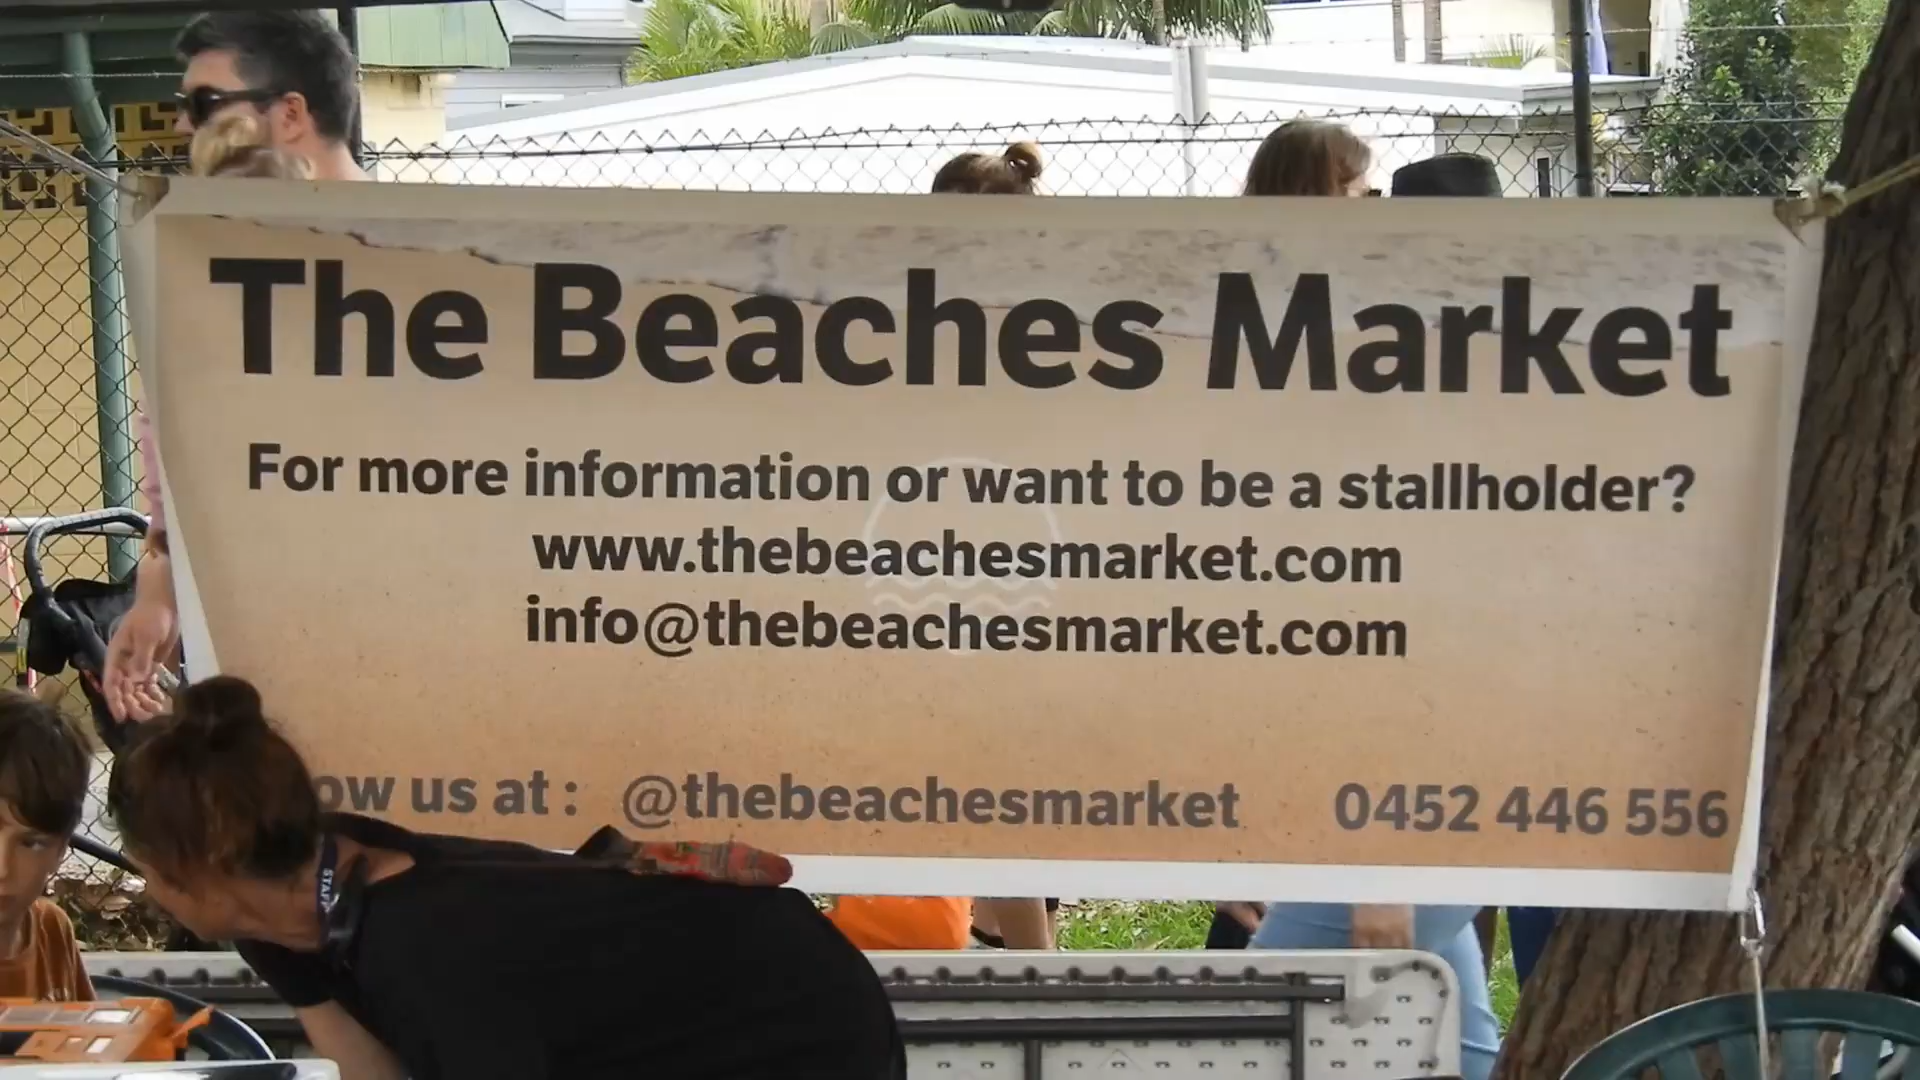 The Beaches Market
For more information or want to be a stallholder?
www.thebeachesmarket.com
info@thebeachesmarket.com
us at : @thebeachesmarket 0452 446 556